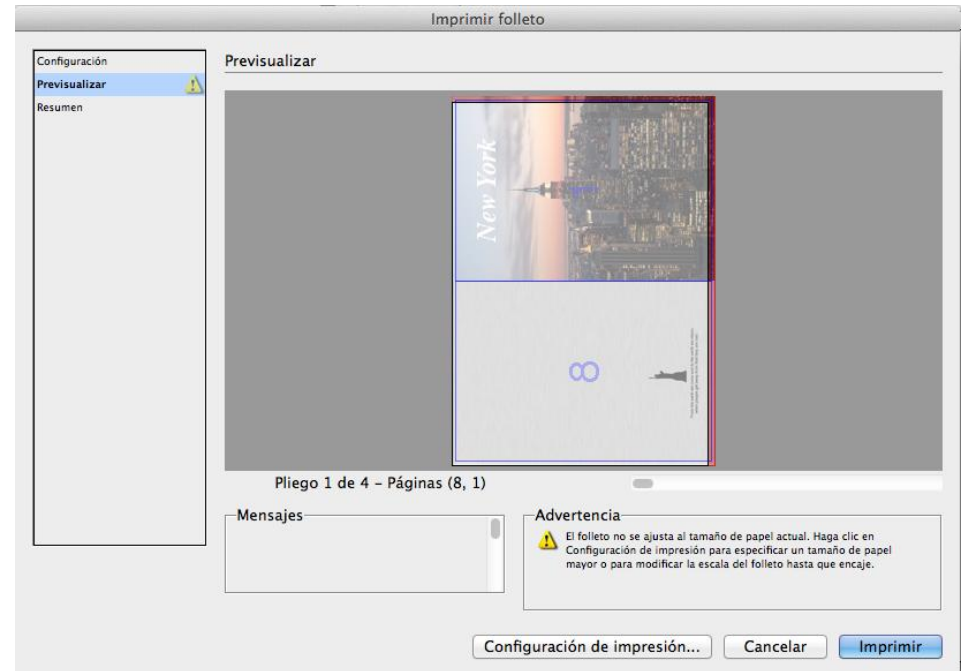 Imprimir folleto
Configuración
Previsualizar
Resumen
Previsualizar
New York
8
Pliego 1 de 4 – Páginas (8, 1)
Mensajes
Advertencia
El folleto no se ajusta al tamaño de papel actual. Haga clic en
Configuración de impresión para especificar un tamaño de papel
mayor o para modificar la escala del folleto hasta que encaje.
Configuración de impresión...
Cancelar
Imprimir